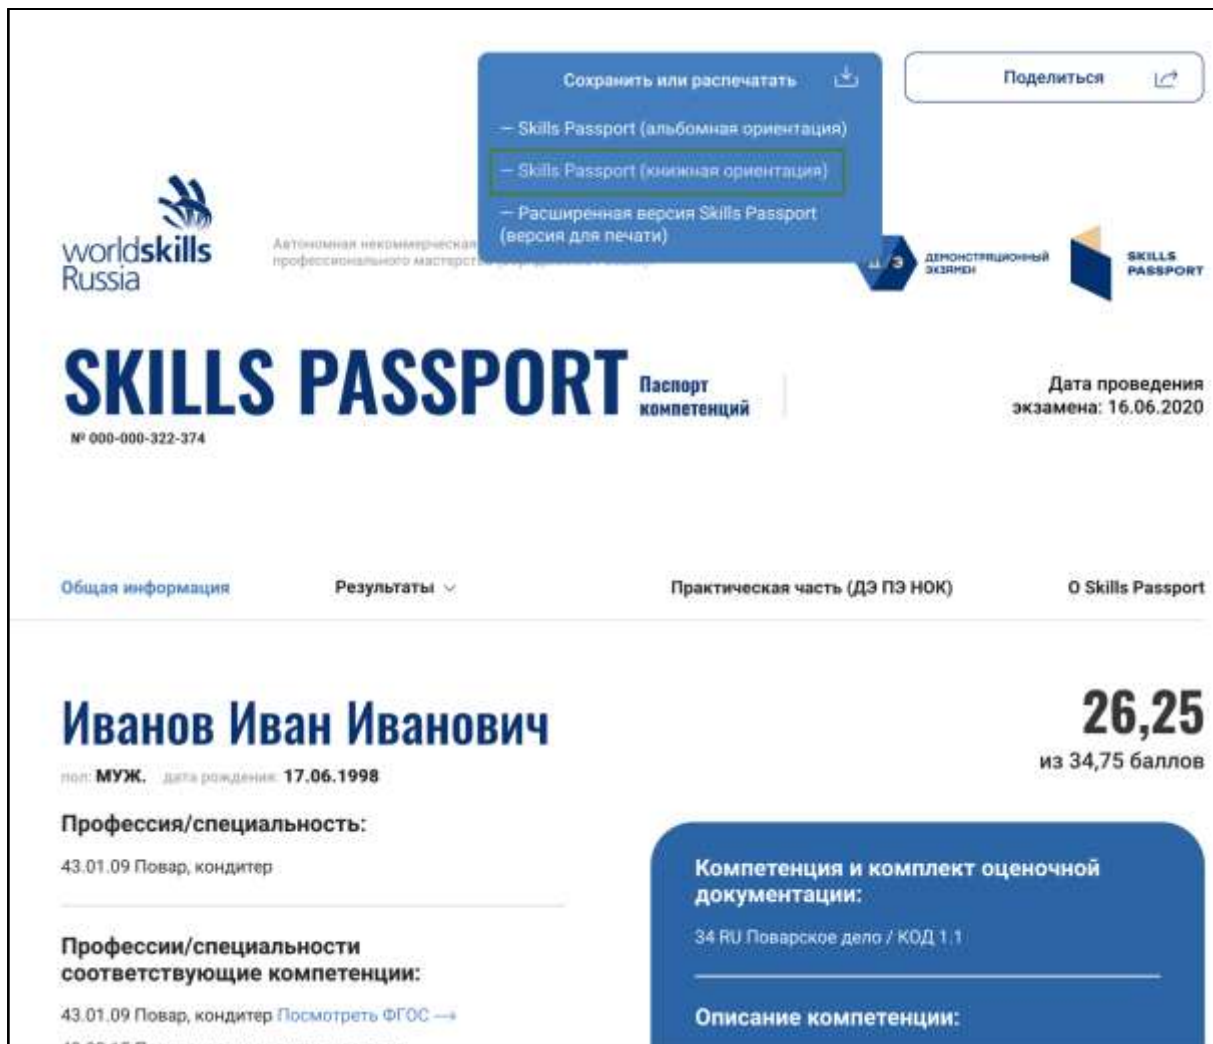 Сохранить или распечатать
Поделиться
— Skills Passport (альбомная ориентация)
— Skills Passport (книжная ориентация)
— Расширенная версия Skills Passport
(версия для печати)
worldskills
Russia
Автономная некоммерческая
профессионального мастерства
ДЭ
ДЕМОНСТРАЦИОННЫЙ
ЭКЗАМЕН
SKILLS
PASSPORT
SKILLS PASSPORT
Паспорт
компетенций
Дата проведения
экзамена: 16.06.2020
№ 000-000-322-374
Общая информация
Результаты
Практическая часть (ДЭ ПЭ НОК)
О Skills Passport
Иванов Иван Иванович
26,25
из 34,75 баллов
пол: МУЖ. дата рождения: 17.06.1998
Профессия/специальность:
43.01.09 Повар, кондитер
Профессии/специальности
соответствующие компетенции:
43.01.09 Повар, кондитер Посмотреть ФГОС →
Компетенция и комплект оценочной
документации:
34 RU Поварское дело / КОД 1.1
Описание компетенции: